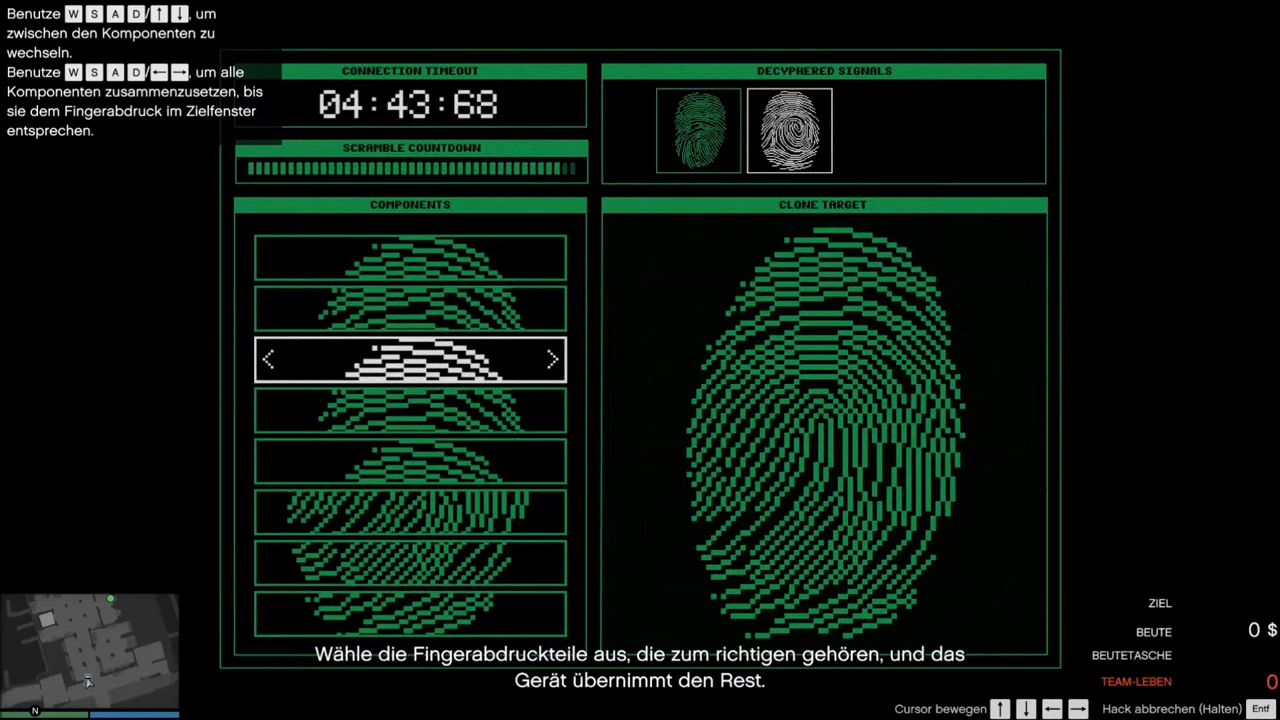 Benutze W S A D/↑ ↓, um
zwischen den Komponenten zu
wechseln.
Benutze W S A D/← →, um alle
Komponenten zusammenzusetzen, bis
sie dem Fingerabdruck im Zielfenster
entsprechen.
CONNECTION TIMEOUT
04:43:68
SCRAMBLE COUNTDOWN
DECYPHERED SIGNALS
COMPONENTS
CLONE TARGET
Wähle die Fingerabdruckteile aus, die zum richtigen gehören, und das
Gerät übernimmt den Rest.
N
ZIEL
BEUTE 0 $
BEUTETASCHE
TEAM-LEBEN 0
Cursor bewegen ↑ ↓ ← → Hack abbrechen (Halten) Entf